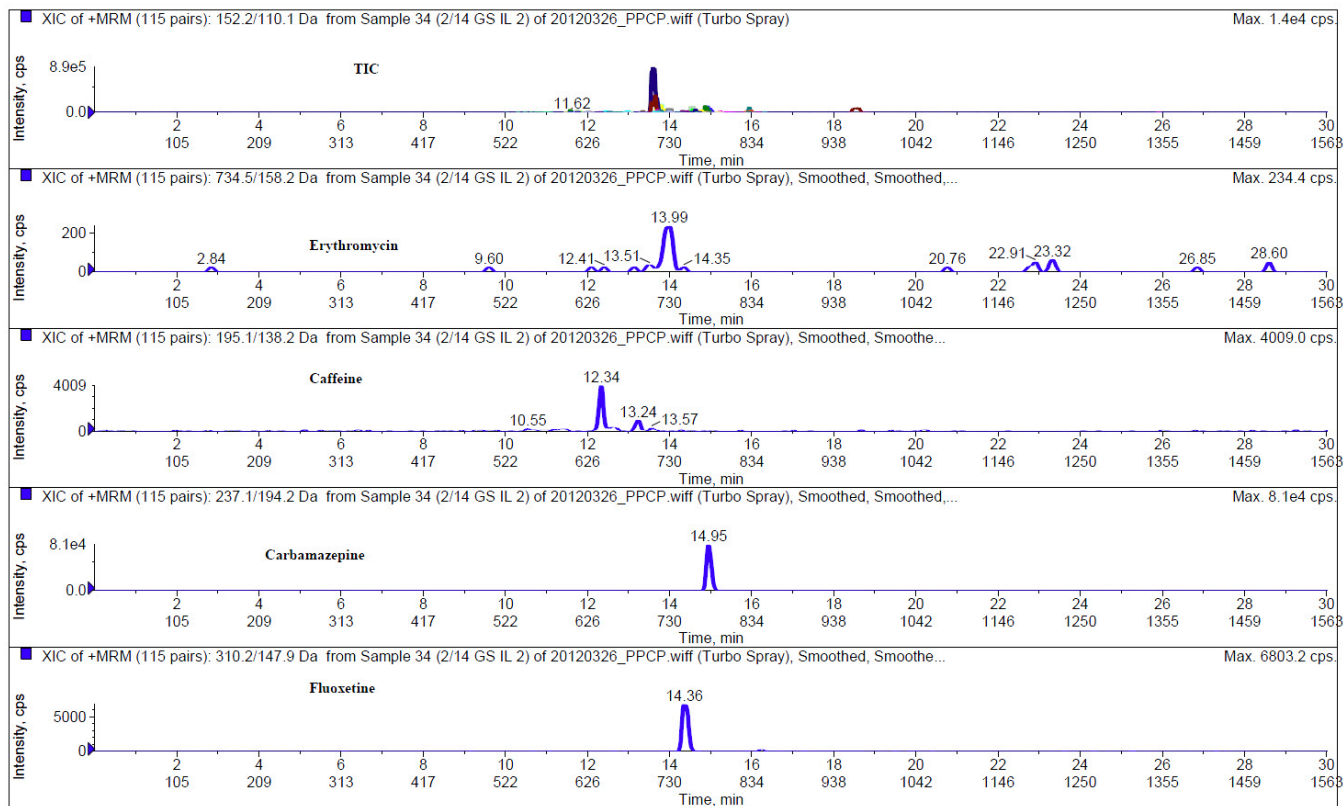 XIC of +MRM (115 pairs): 152.2/110.1 Da from Sample 34 (2/14 GS IL 2) of 20120326_PPCP.wiff (Turbo Spray) Max. 1.4e4 cps.
Intensity, cps
8.9e5
0.0
TIC
11.62
2 4 6 8 10 12 14 16 18 20 22 24 26 28 30
105 209 313 417 522 626 730 834 938 1042 1146 1250 1355 1459 1563
Time, min
XIC of +MRM (115 pairs): 734.5/158.2 Da from Sample 34 (2/14 GS IL 2) of 20120326_PPCP.wiff (Turbo Spray), Smoothed, Smoothed,... Max. 234.4 cps.
Intensity, cps
200
0
Erythromycin
2.84 9.60 12.41 13.51 13.99 14.35 20.76 22.91 23.32 26.85 28.60
2 4 6 8 10 12 14 16 18 20 22 24 26 28 30
105 209 313 417 522 626 730 834 938 1042 1146 1250 1355 1459 1563
Time, min
XIC of +MRM (115 pairs): 195.1/138.2 Da from Sample 34 (2/14 GS IL 2) of 20120326_PPCP.wiff (Turbo Spray), Smoothed, Smoothe... Max. 4009.0 cps.
Intensity, cps
4009
0
Caffeine
10.55 12.34 13.24 13.57
2 4 6 8 10 12 14 16 18 20 22 24 26 28 30
105 209 313 417 522 626 730 834 938 1042 1146 1250 1355 1459 1563
Time, min
XIC of +MRM (115 pairs): 237.1/194.2 Da from Sample 34 (2/14 GS IL 2) of 20120326_PPCP.wiff (Turbo Spray), Smoothed, Smoothed,... Max. 8.1e4 cps.
Intensity, cps
8.1e4
0.0
Carbamazepine
14.95
2 4 6 8 10 12 14 16 18 20 22 24 26 28 30
105 209 313 417 522 626 730 834 938 1042 1146 1250 1355 1459 1563
Time, min
XIC of +MRM (115 pairs): 310.2/147.9 Da from Sample 34 (2/14 GS IL 2) of 20120326_PPCP.wiff (Turbo Spray), Smoothed, Smoothe... Max. 6803.2 cps.
Intensity, cps
5000
0
Fluoxetine
14.36
2 4 6 8 10 12 14 16 18 20 22 24 26 28 30
105 209 313 417 522 626 730 834 938 1042 1146 1250 1355 1459 1563
Time, min